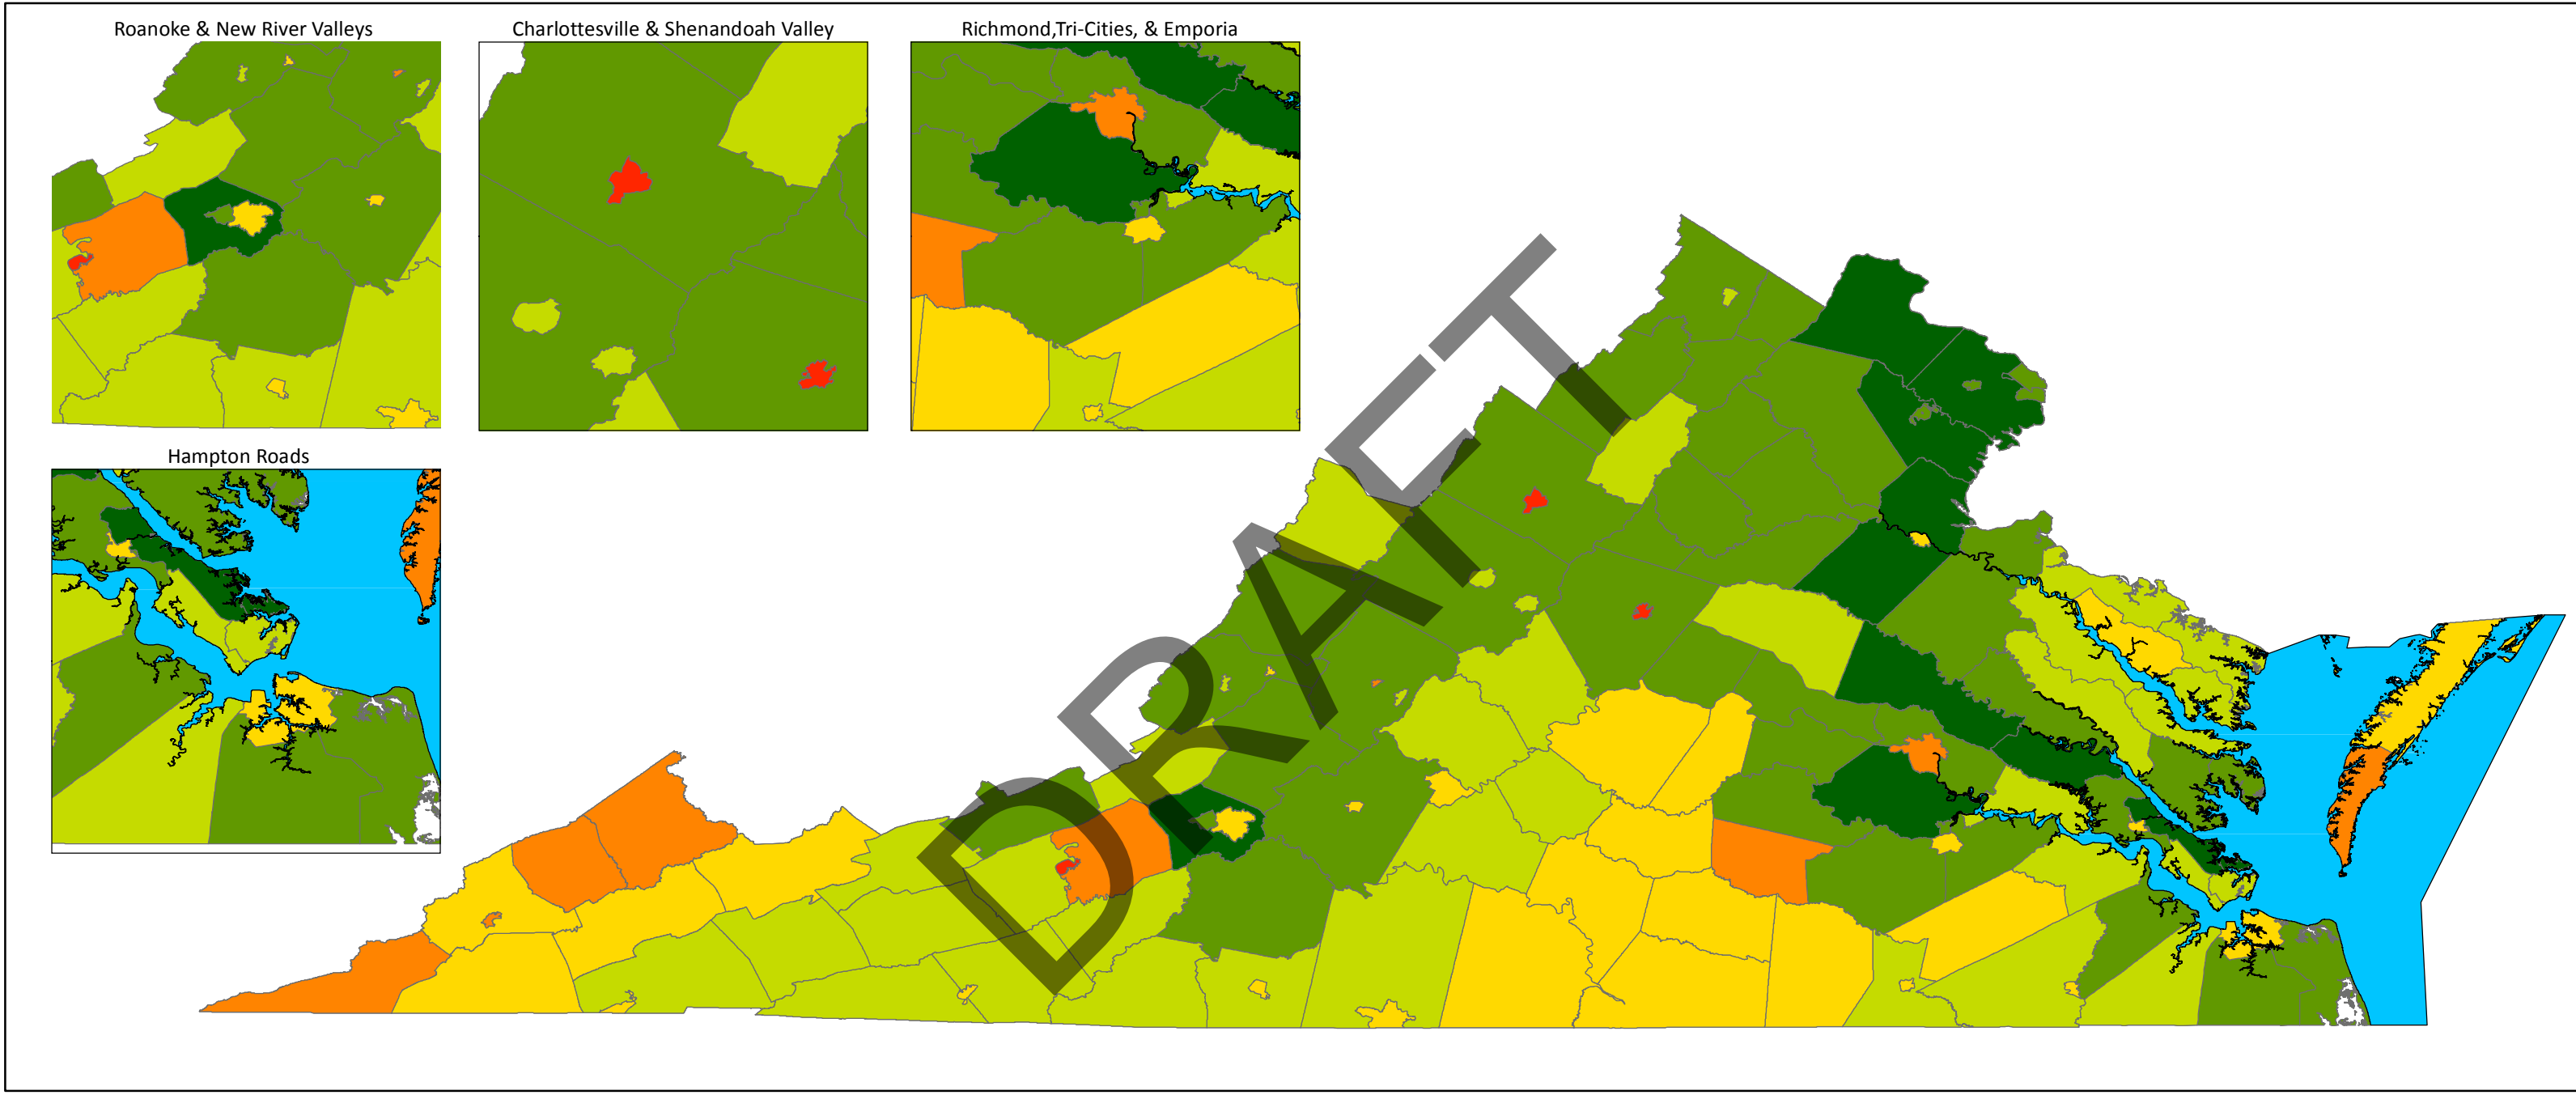 Roanoke & New River Valleys
Charlottesville & Shenandoah Valley
Richmond,Tri-Cities, & Emporia
Hampton Roads
DRAFT